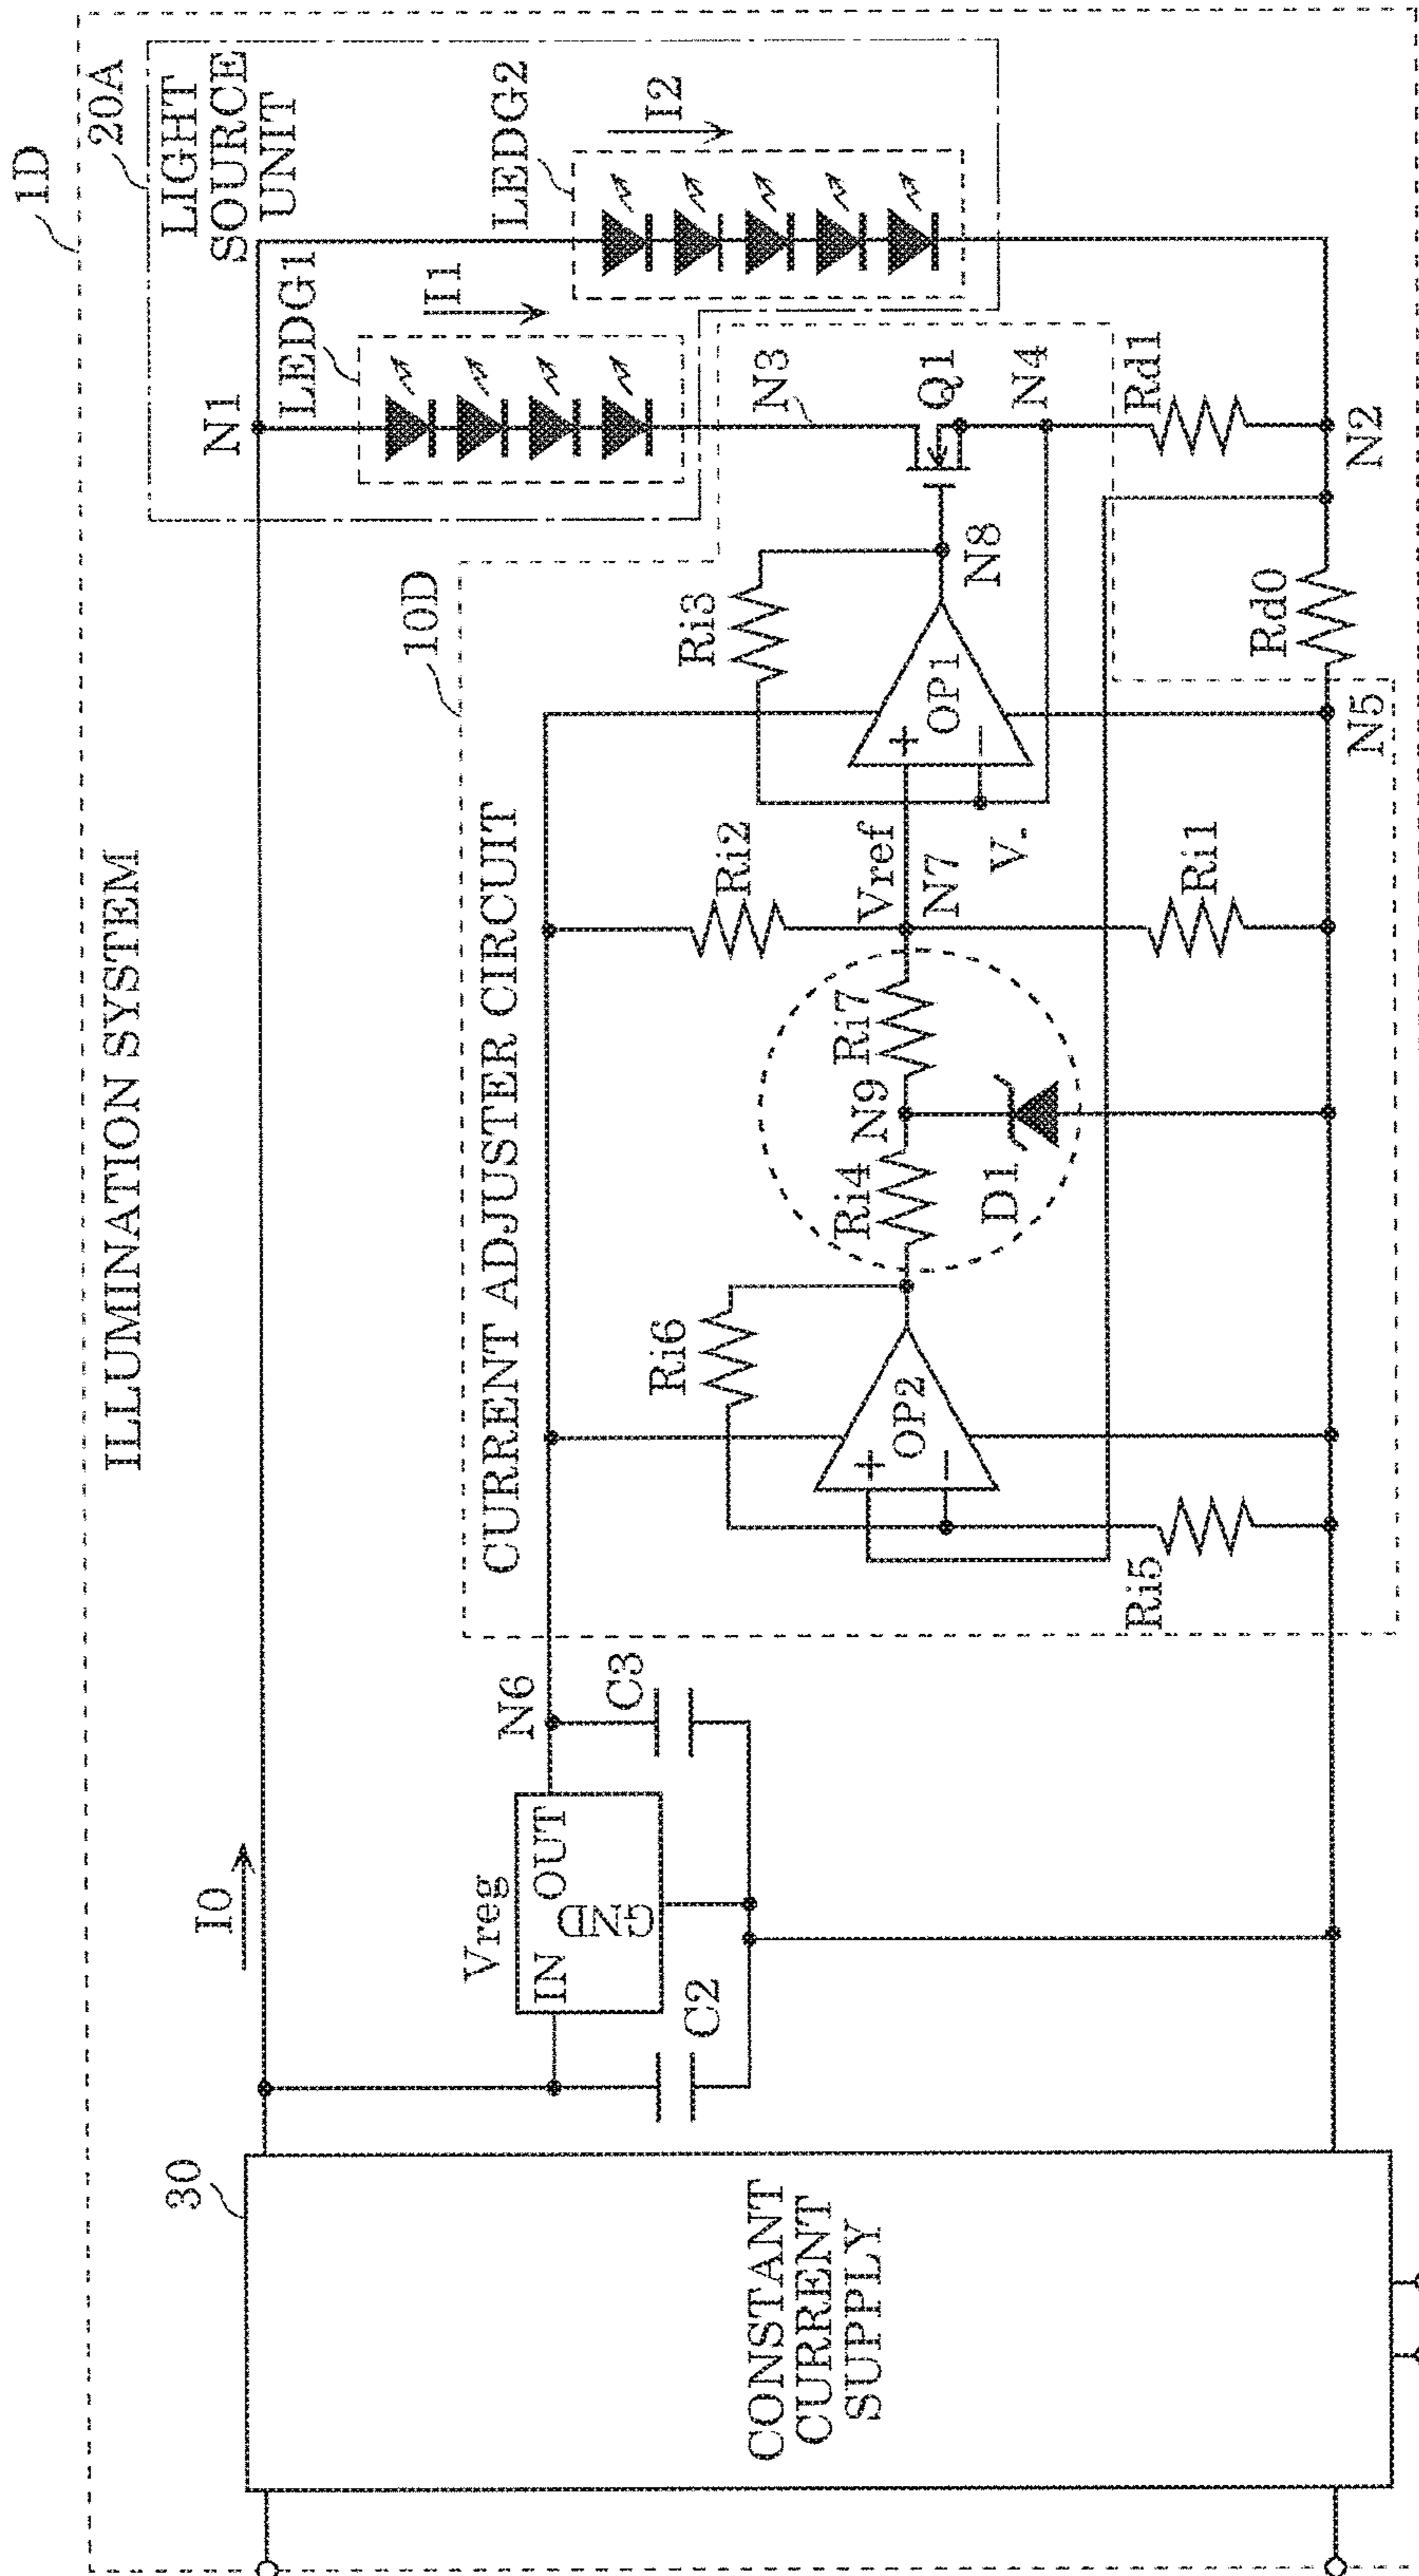 1D
ILLUMINATION SYSTEM
20A
LIGHT
SOURCE
UNIT
30
CONSTANT
CURRENT
SUPPLY
I0
Vreg
IN
OUT
GND
C2
C3
N6
10D
CURRENT ADJUSTER CIRCUIT
Ri6
OP2
+
−
Ri5
Ri4
N9
Ri7
D1
Ri2
Vref
N7
V.
Ri1
Ri3
OP1
+
−
N8
N1
LEDG1
I1
LEDG2
I2
N3
Q1
N4
Rd1
N2
Rd0
N5